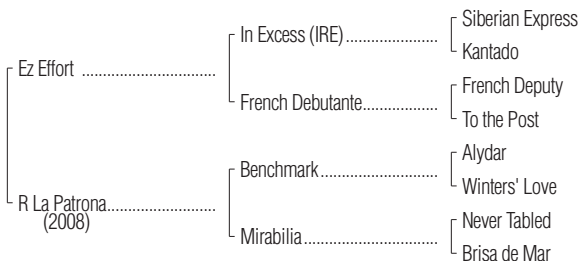 Siberian Express
In Excess (IRE)
Kantado
Ez Effort
French Deputy
French Debutante
To the Post
Alydar
Benchmark
Winters' Love
R La Patrona
(2008)
Never Tabled
Mirabilia
Brisa de Mar